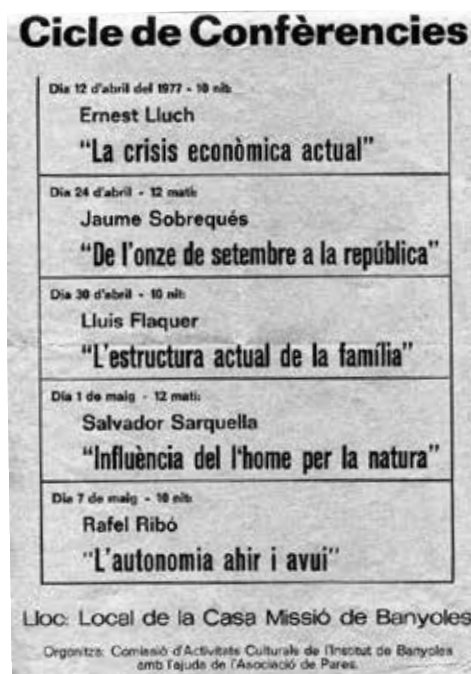 Cicle de Confèrencies
Dia 12 d'abril del 1977 - 10 nit:
Ernest Lluch
"La crisis econòmica actual"
Dia 24 d'abril - 12 matí:
Jaume Sobrequés
"De l'onze de setembre a la república"
Dia 30 d'abril - 10 nit:
Lluis Flaquer
"L'estructura actual de la família"
Dia 1 de maig - 12 matí:
Salvador Sarquella
"Influència del l'home per la natura"
Dia 7 de maig - 10 nit:
Rafel Ribó
"L'autonomia ahir i avui"
Lloc: Local de la Casa Missió de Banyoles
Organitza: Comissió d'Activitats Culturals de l'Institut de Banyoles
amb l'ajuda de l'Asociació de Pares.